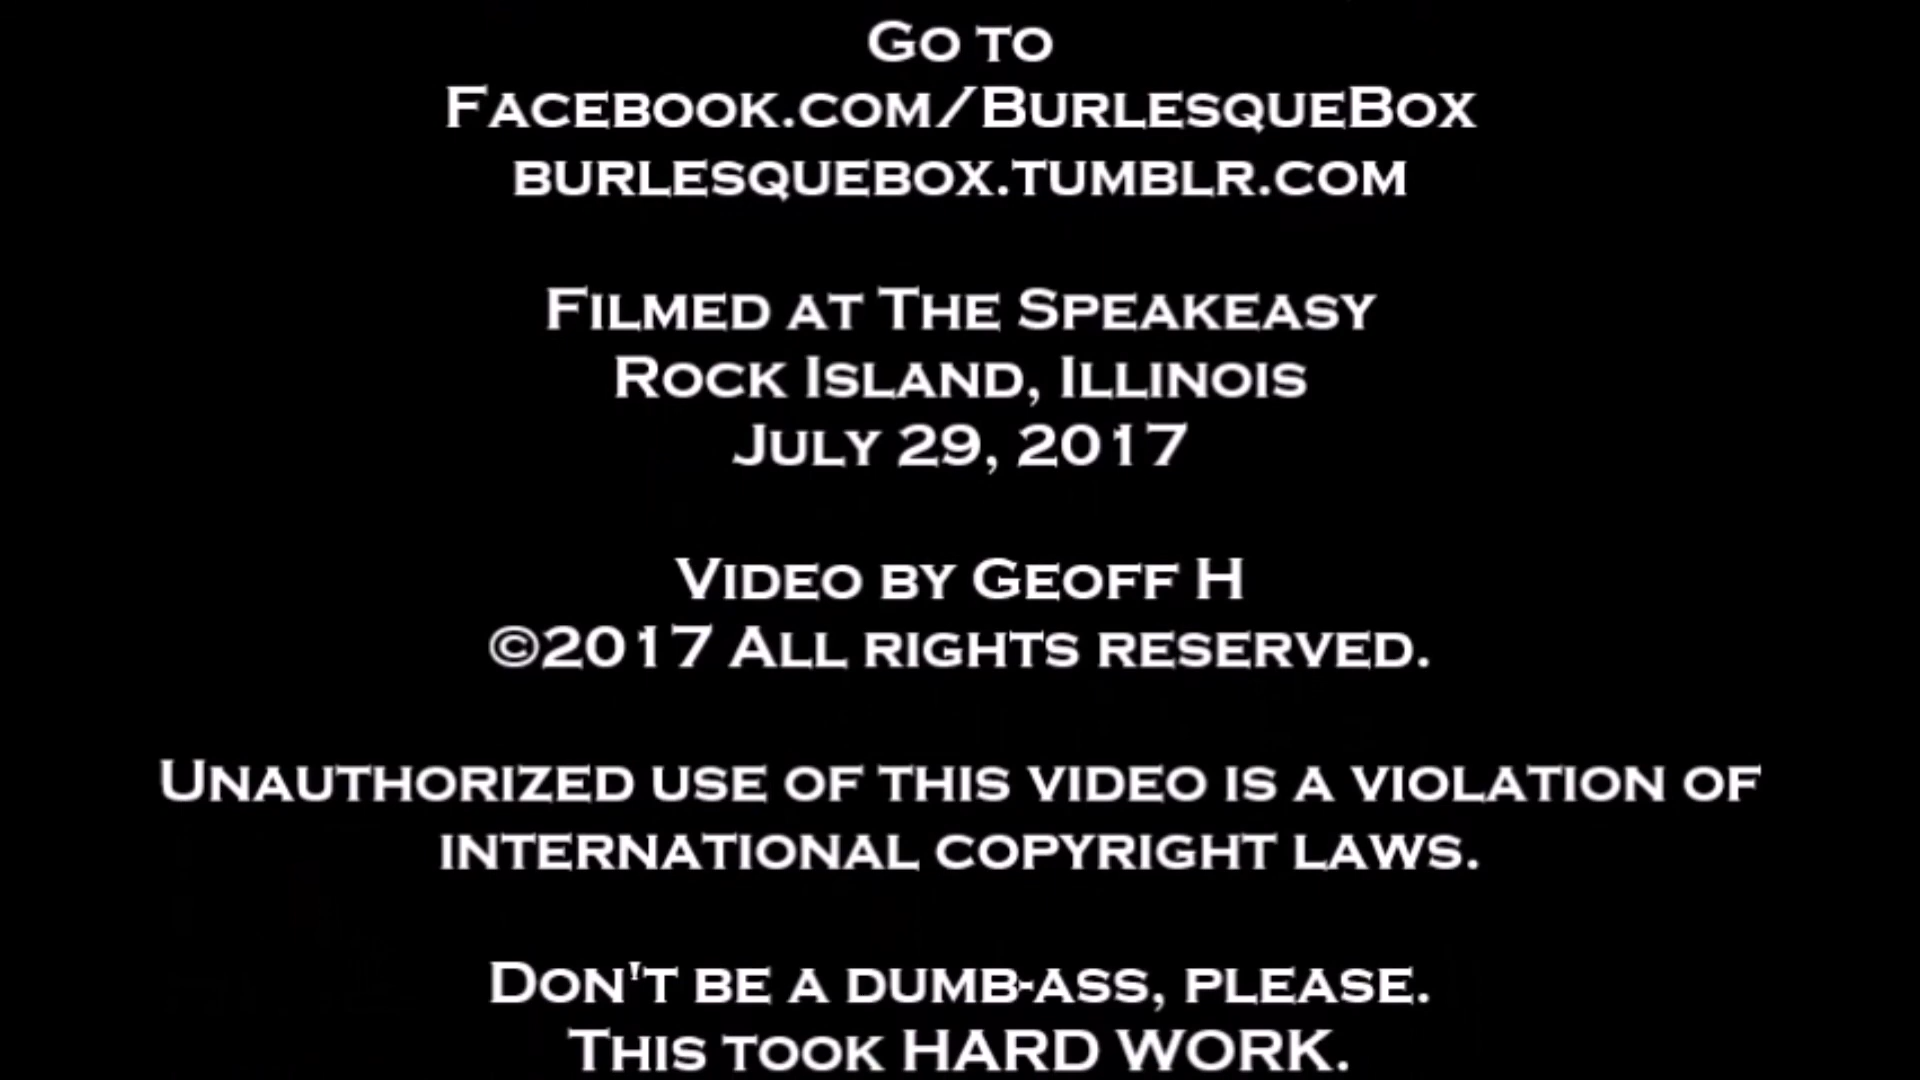 Go to
Facebook.com/BurlesqueBox
burlesquebox.tumblr.com
Filmed at The Speakeasy
Rock Island, Illinois
July 29, 2017
Video by Geoff H
©2017 All rights reserved.
Unauthorized use of this video is a violation of
international copyright laws.
Don't be a dumb-ass, please.
This took HARD WORK.